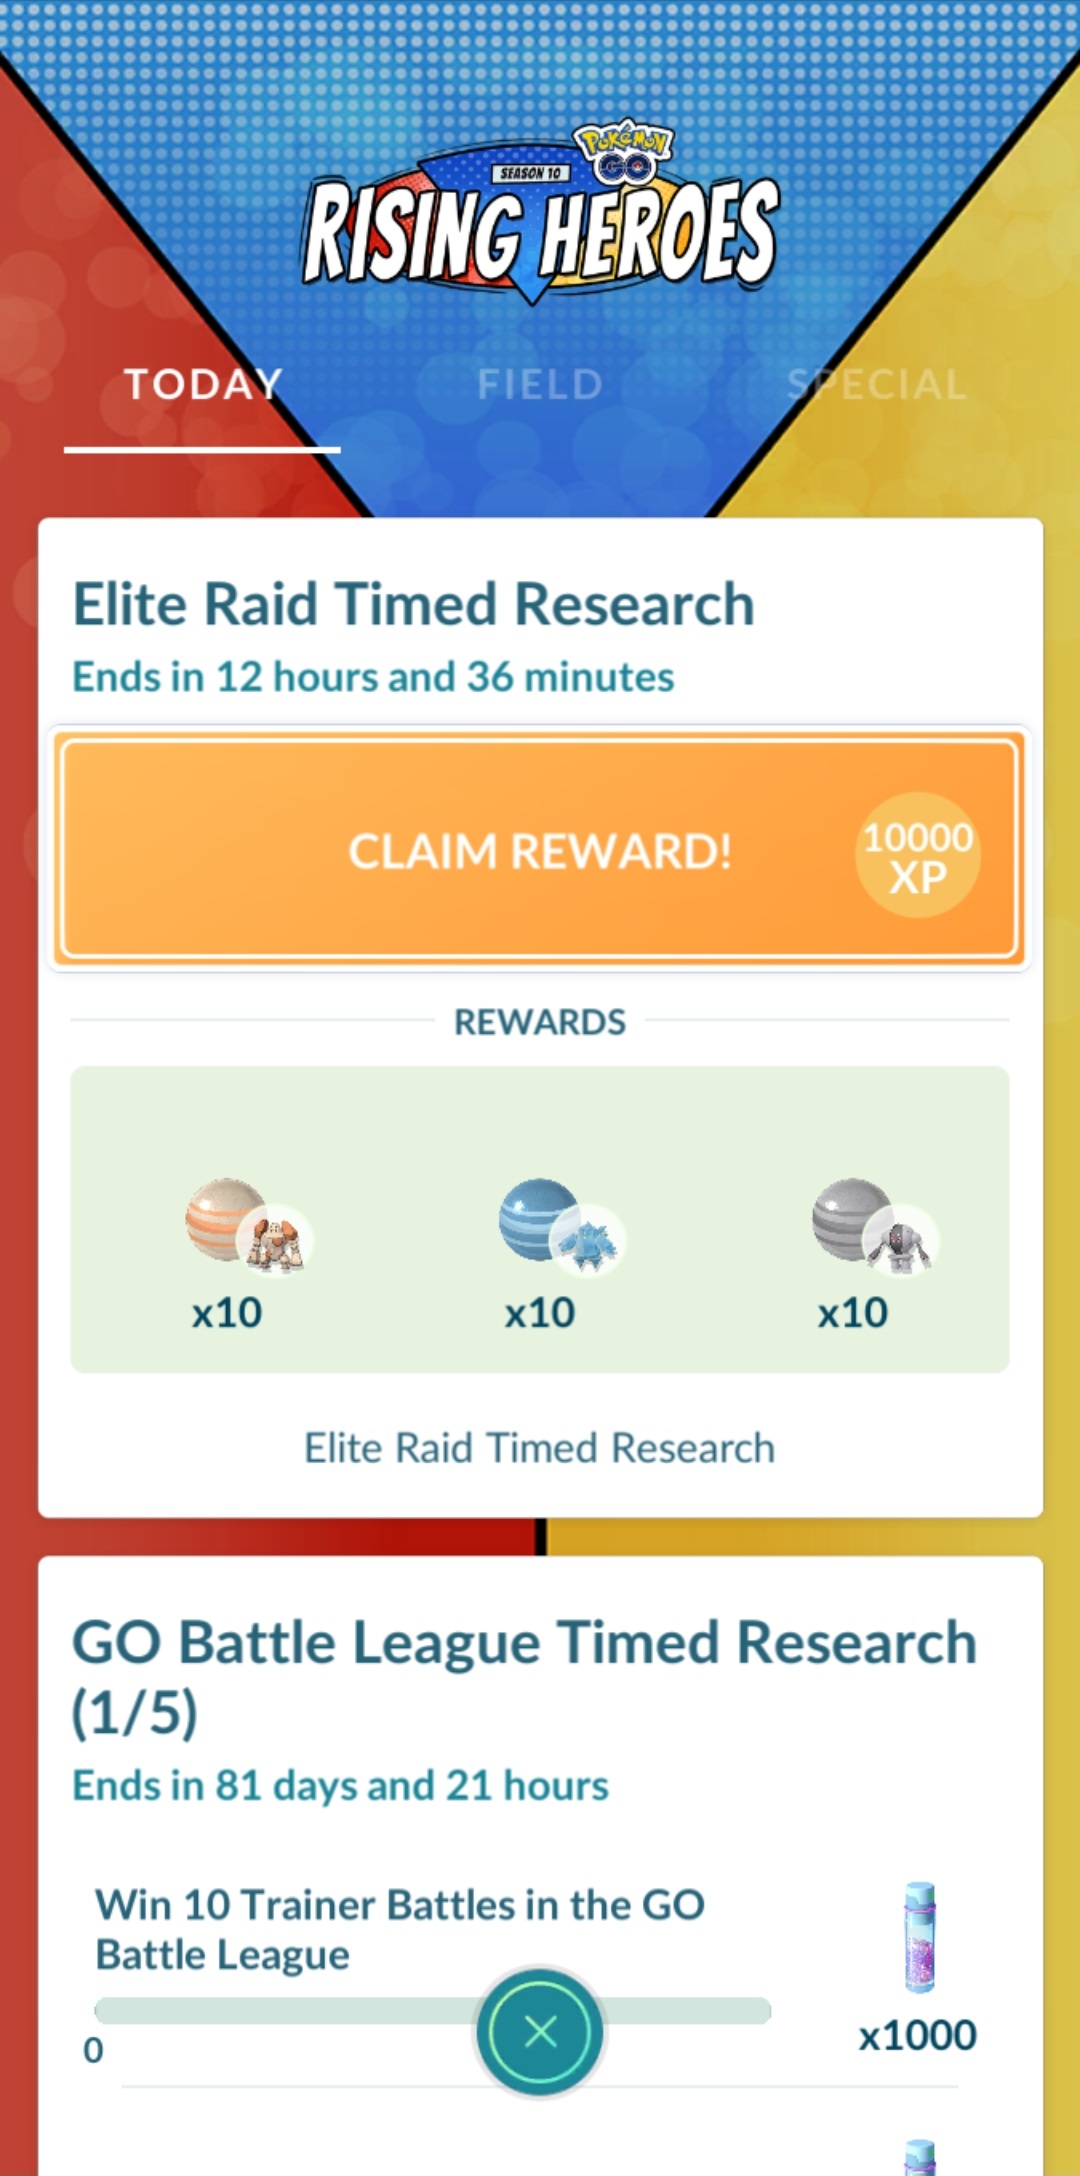 POKÉMON
GO
SEASON 10
RISING HEROES
TODAY
FIELD
SPECIAL
Elite Raid Timed Research
Ends in 12 hours and 36 minutes
CLAIM REWARD!
10000
XP
REWARDS
x10
x10
x10
Elite Raid Timed Research
GO Battle League Timed Research
(1/5)
Ends in 81 days and 21 hours
Win 10 Trainer Battles in the GO
Battle League
0
x1000